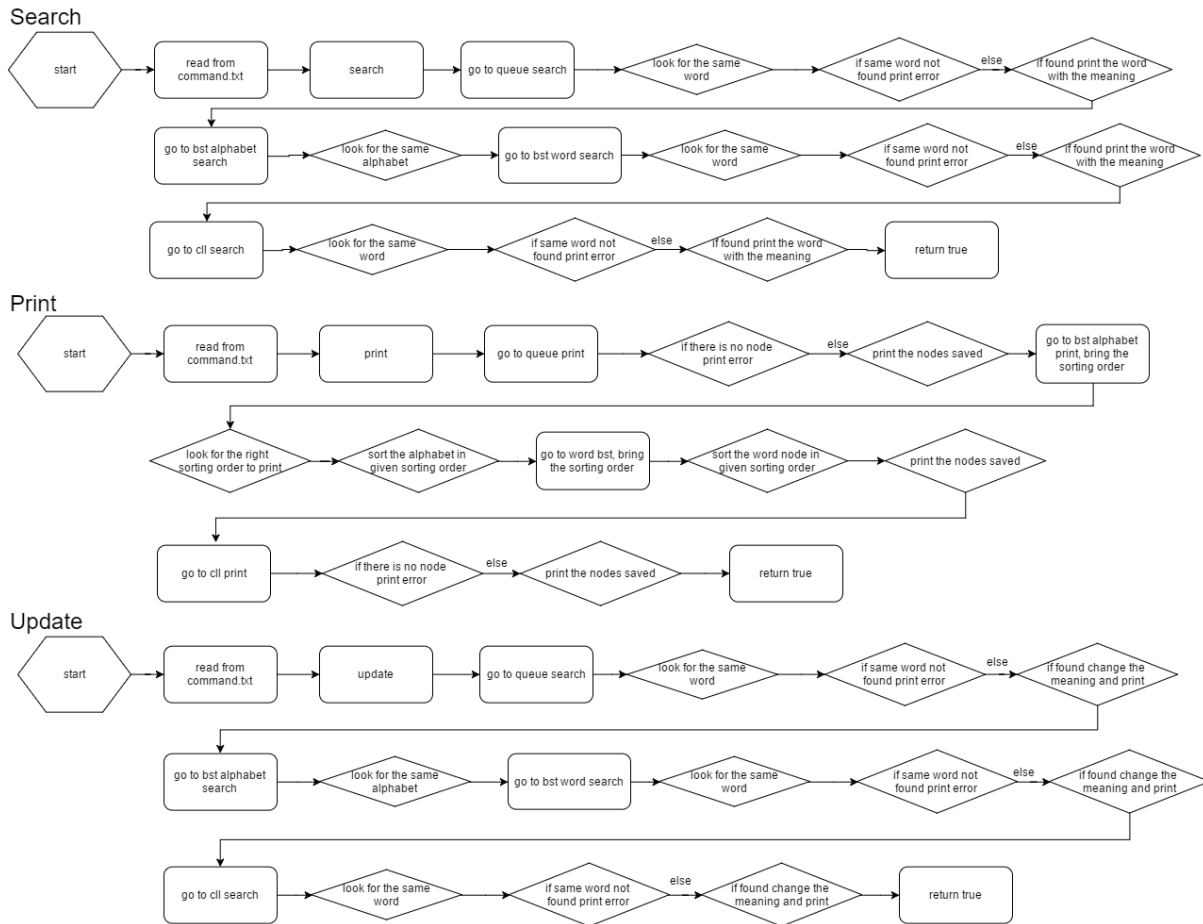 Search
start
read from
command.txt
search
go to queue search
look for the same
word
if same word not
found print error
else
if found print the word
with the meaning
go to bst alphabet
search
look for the same
alphabet
go to bst word search
look for the same
word
if same word not
found print error
else
if found print the word
with the meaning
go to cll search
look for the same
word
if same word not
found print error
else
if found print the word
with the meaning
return true
Print
start
read from
command.txt
print
go to queue print
if there is no node
print error
else
print the nodes saved
go to bst alphabet
print, bring the
sorting order
look for the right
sorting order to print
sort the alphabet in
given sorting order
go to word bst, bring
the sorting order
sort the word node in
given sorting order
print the nodes saved
go to cll print
if there is no node
print error
else
print the nodes saved
return true
Update
start
read from
command.txt
update
go to queue search
look for the same
word
if same word not
found print error
else
if found change the
meaning and print
go to bst alphabet
search
look for the same
alphabet
go to bst word search
look for the same
word
if same word not
found print error
else
if found change the
meaning and print
go to cll search
look for the same
word
if same word not
found print error
else
if found change the
meaning and print
return true